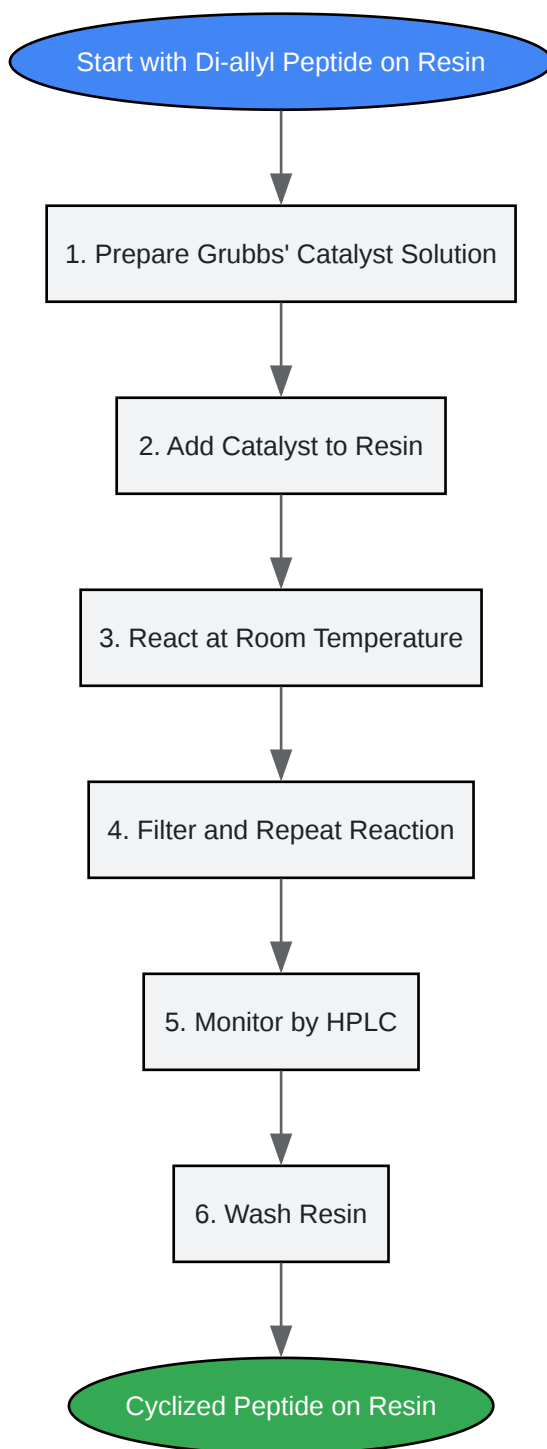 Start with Di-allyl Peptide on Resin
1. Prepare Grubbs' Catalyst Solution
2. Add Catalyst to Resin
3. React at Room Temperature
4. Filter and Repeat Reaction
5. Monitor by HPLC
6. Wash Resin
Cyclized Peptide on Resin